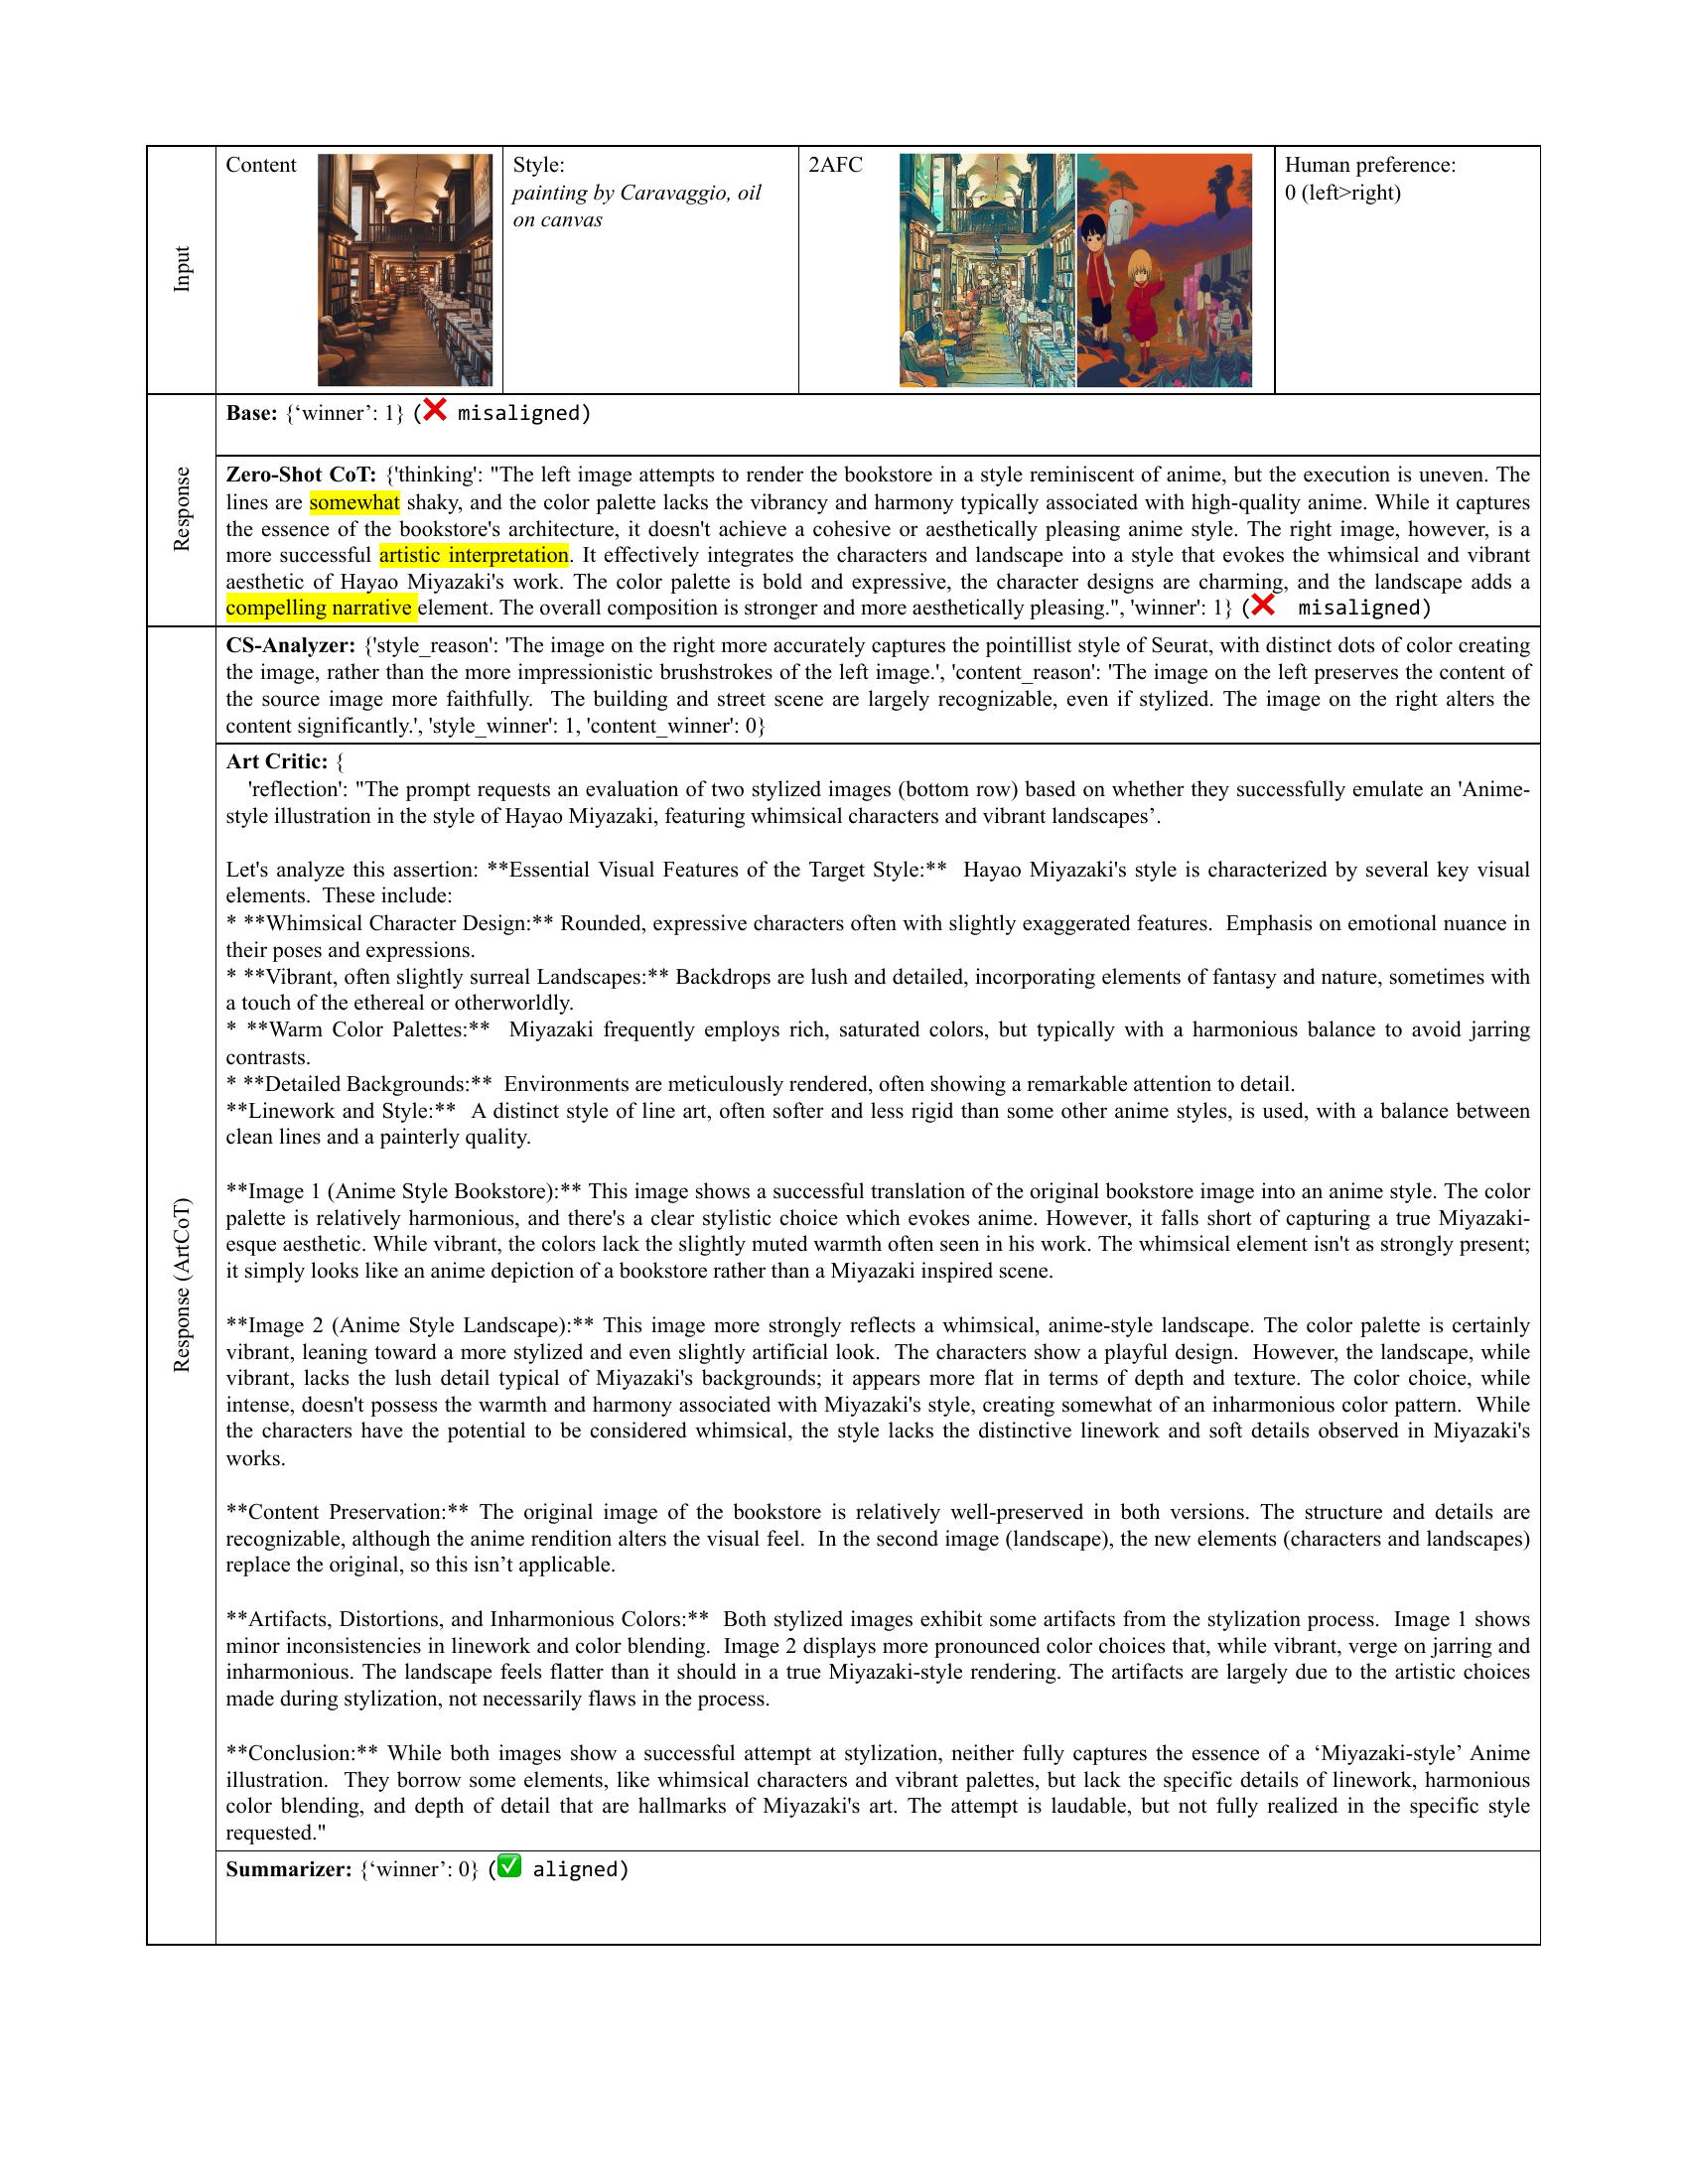 Input
Content
Style:
painting by Caravaggio, oil
on canvas
2AFC
Human preference:
0 (left>right)
Response
Base: {‘winner’: 1} (❌ misaligned)
Zero-Shot CoT: {'thinking': "The left image attempts to render the bookstore in a style reminiscent of anime, but the execution is uneven. The
lines are somewhat shaky, and the color palette lacks the vibrancy and harmony typically associated with high-quality anime. While it captures
the essence of the bookstore's architecture, it doesn't achieve a cohesive or aesthetically pleasing anime style. The right image, however, is a
more successful artistic interpretation. It effectively integrates the characters and landscape into a style that evokes the whimsical and vibrant
aesthetic of Hayao Miyazaki's work. The color palette is bold and expressive, the character designs are charming, and the landscape adds a
compelling narrative element. The overall composition is stronger and more aesthetically pleasing.", 'winner': 1} (❌ misaligned)
Response (ArtCoT)
CS-Analyzer: {'style_reason': 'The image on the right more accurately captures the pointillist style of Seurat, with distinct dots of color creating
the image, rather than the more impressionistic brushstrokes of the left image.', 'content_reason': 'The image on the left preserves the content of
the source image more faithfully. The building and street scene are largely recognizable, even if stylized. The image on the right alters the
content significantly.', 'style_winner': 1, 'content_winner': 0}
Art Critic: {
'reflection': "The prompt requests an evaluation of two stylized images (bottom row) based on whether they successfully emulate an 'Anime-
style illustration in the style of Hayao Miyazaki, featuring whimsical characters and vibrant landscapes’.
Let's analyze this assertion: **Essential Visual Features of the Target Style:** Hayao Miyazaki's style is characterized by several key visual
elements. These include:
* **Whimsical Character Design:** Rounded, expressive characters often with slightly exaggerated features. Emphasis on emotional nuance in
their poses and expressions.
* **Vibrant, often slightly surreal Landscapes:** Backdrops are lush and detailed, incorporating elements of fantasy and nature, sometimes with
a touch of the ethereal or otherworldly.
* **Warm Color Palettes:** Miyazaki frequently employs rich, saturated colors, but typically with a harmonious balance to avoid jarring
contrasts.
* **Detailed Backgrounds:** Environments are meticulously rendered, often showing a remarkable attention to detail.
**Linework and Style:** A distinct style of line art, often softer and less rigid than some other anime styles, is used, with a balance between
clean lines and a painterly quality.
**Image 1 (Anime Style Bookstore):** This image shows a successful translation of the original bookstore image into an anime style. The color
palette is relatively harmonious, and there's a clear stylistic choice which evokes anime. However, it falls short of capturing a true Miyazaki-
esque aesthetic. While vibrant, the colors lack the slightly muted warmth often seen in his work. The whimsical element isn't as strongly present;
it simply looks like an anime depiction of a bookstore rather than a Miyazaki inspired scene.
**Image 2 (Anime Style Landscape):** This image more strongly reflects a whimsical, anime-style landscape. The color palette is certainly
vibrant, leaning toward a more stylized and even slightly artificial look. The characters show a playful design. However, the landscape, while
vibrant, lacks the lush detail typical of Miyazaki's backgrounds; it appears more flat in terms of depth and texture. The color choice, while
intense, doesn't possess the warmth and harmony associated with Miyazaki's style, creating somewhat of an inharmonious color pattern. While
the characters have the potential to be considered whimsical, the style lacks the distinctive linework and soft details observed in Miyazaki's
works.
**Content Preservation:** The original image of the bookstore is relatively well-preserved in both versions. The structure and details are
recognizable, although the anime rendition alters the visual feel. In the second image (landscape), the new elements (characters and landscapes)
replace the original, so this isn’t applicable.
**Artifacts, Distortions, and Inharmonious Colors:** Both stylized images exhibit some artifacts from the stylization process. Image 1 shows
minor inconsistencies in linework and color blending. Image 2 displays more pronounced color choices that, while vibrant, verge on jarring and
inharmonious. The landscape feels flatter than it should in a true Miyazaki-style rendering. The artifacts are largely due to the artistic choices
made during stylization, not necessarily flaws in the process.
**Conclusion:** While both images show a successful attempt at stylization, neither fully captures the essence of a ‘Miyazaki-style’ Anime
illustration. They borrow some elements, like whimsical characters and vibrant palettes, but lack the specific details of linework, harmonious
color blending, and depth of detail that are hallmarks of Miyazaki's art. The attempt is laudable, but not fully realized in the specific style
requested."
Summarizer: {‘winner’: 0} (✅ aligned)